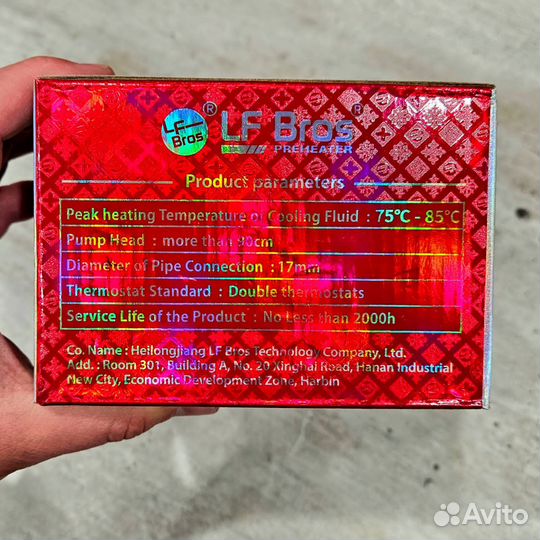 LF Bros
® LF Bros ®
PREHEATER
Product parameters
Peak heating Temperature of Cooling Fluid : 75℃ - 85℃
Pump Head : more than 90cm
Diameter of Pipe Connection : 17mm
Thermostat Standard : Double thermostats
Service Life of the Product : No Less than 2000h
Co. Name : Heilongjiang LF Bros Technology Company, Ltd.
Add. : Room 301, Building A, No. 20 Xinghai Road, Hanan Industrial
New City, Economic Development Zone, Harbin
Avito